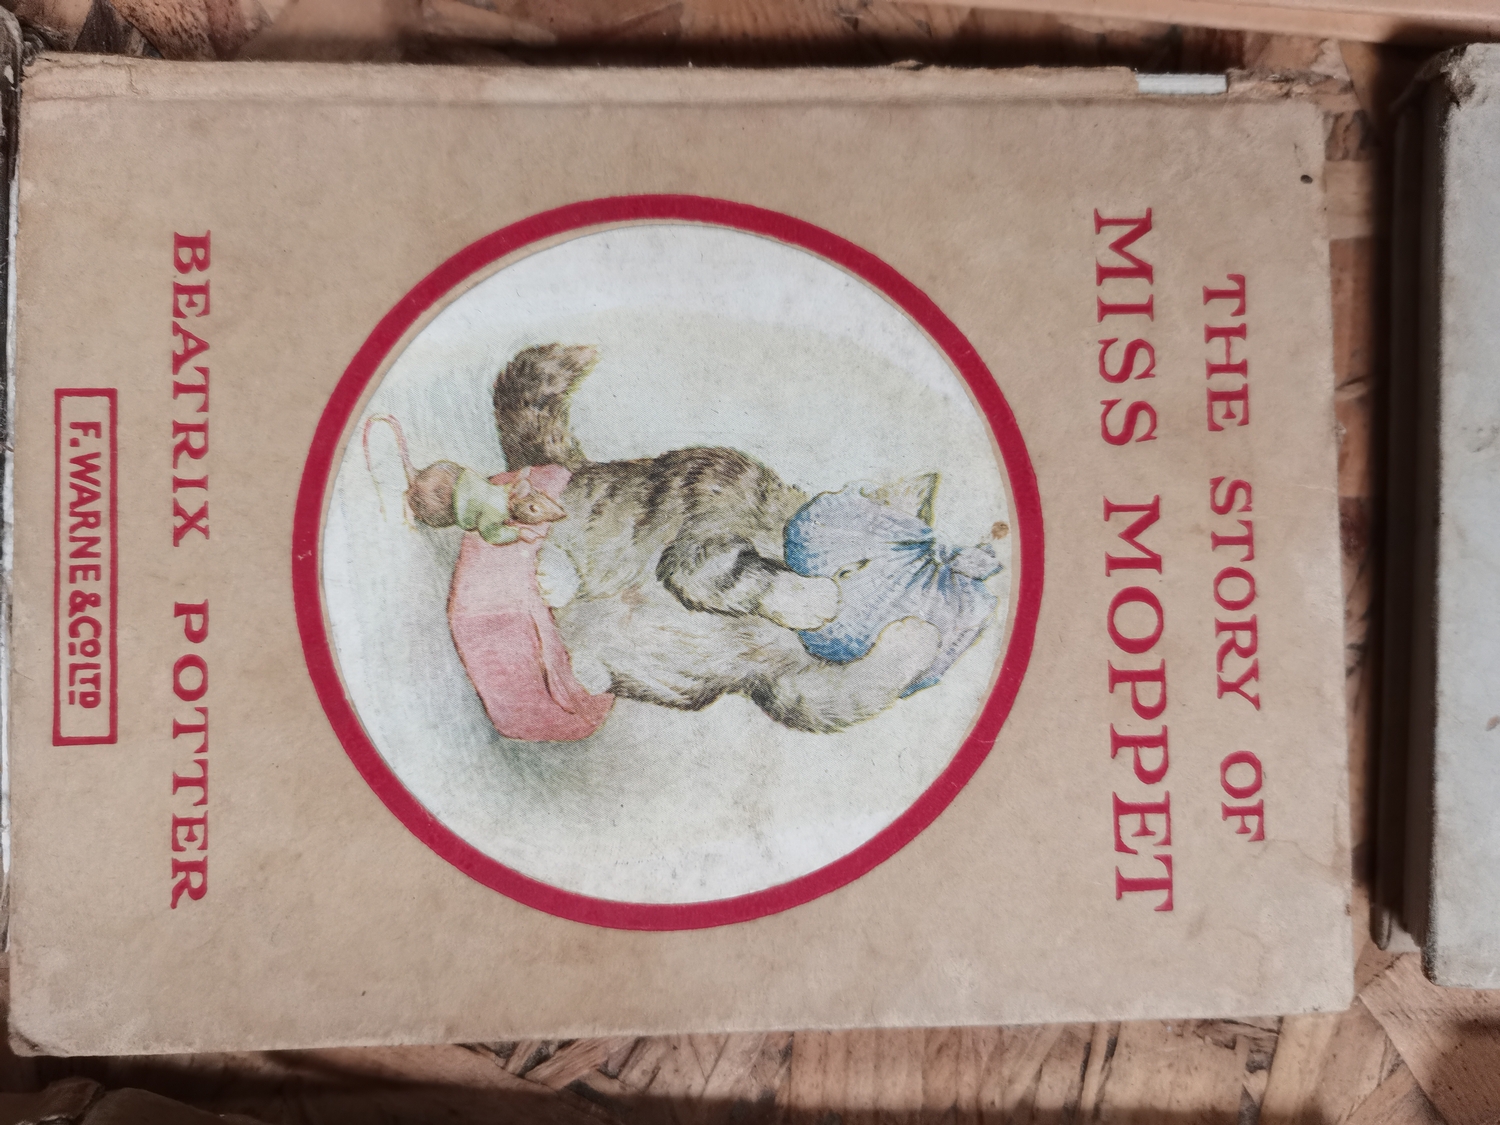 THE STORY OF
MISS MOPPET
BEATRIX POTTER
F. WARNE & Co LTD